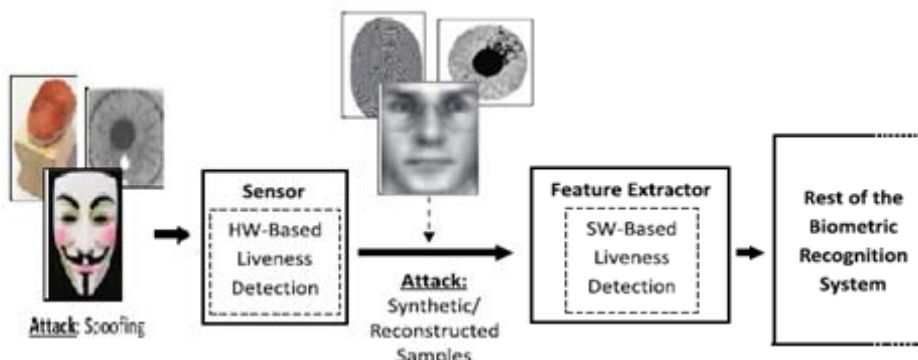 Attack: Spoofing
Sensor
HW-Based
Liveness
Detection
Attack:
Synthetic/
Reconstructed
Samples
Feature Extractor
SW-Based
Liveness
Detection
Rest of the
Biometric
Recognition
System